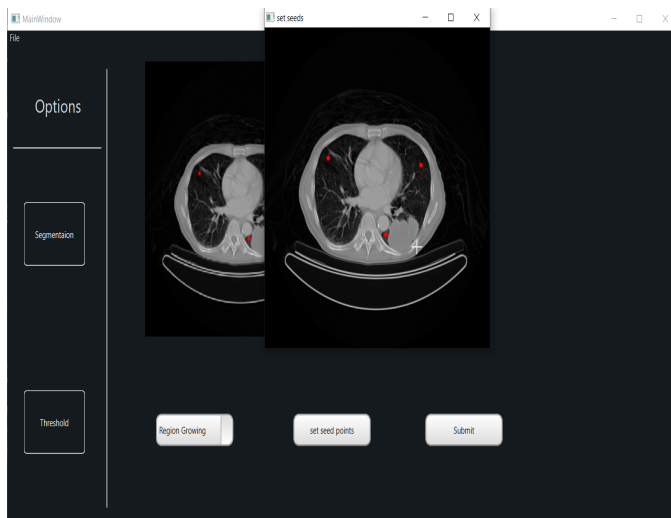 MainWindow
set seeds
File
Options
Segmentaion
Threshold
Region Growing
set seed points
Submit